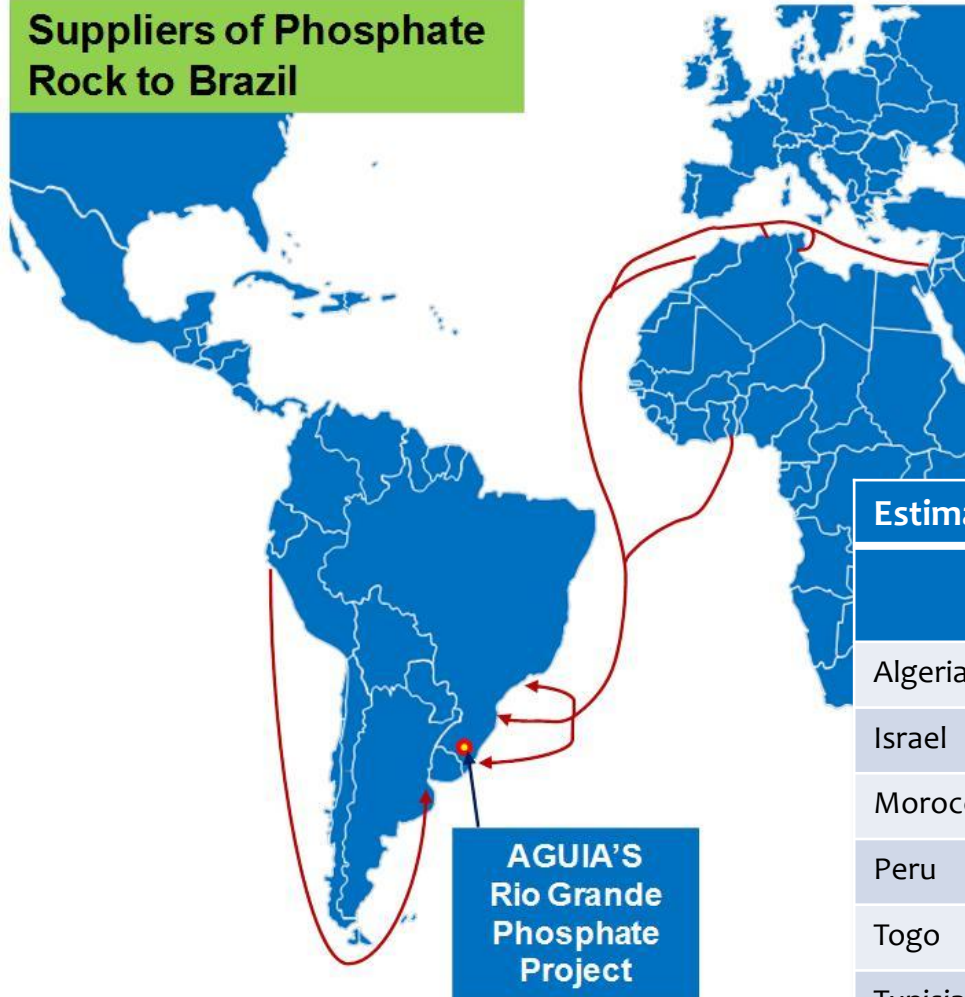 Suppliers of Phosphate
Rock to Brazil
AGUIA'S
Rio Grande
Phosphate
Project
Algeria
Israel
Peru
Togo